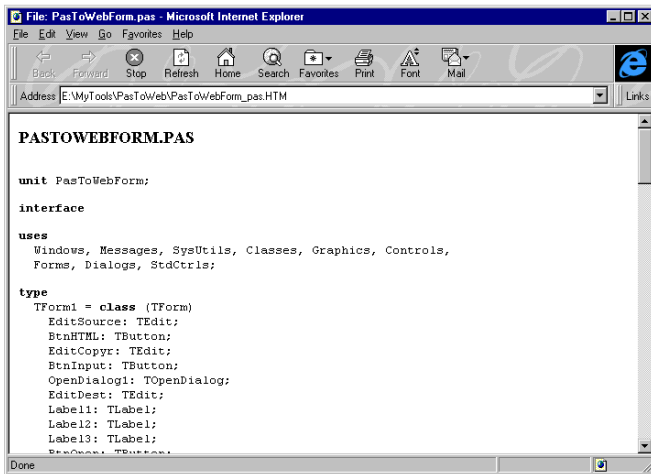 File: PasToWebForm.pas - Microsoft Internet Explorer
File Edit View Go Favorites Help
Back Forward Stop Refresh Home Search Favorites Print Font Mail
Address E:\MyTools\PasToWeb\PasToWebForm_pas.HTM Links
PASTOWEBFORM.PAS
unit PasToWebForm;
interface
uses
Windows, Messages, SysUtils, Classes, Graphics, Controls,
Forms, Dialogs, StdCtrls;
type
TForm1 = class (TForm)
EditSource: TEdit;
BtnHTML: TButton;
EditCopyr: TEdit;
BtnInput: TButton;
OpenDialog1: TOpenDialog;
EditDest: TEdit;
Label1: TLabel;
Label2: TLabel;
Label3: TLabel;
BtnOpen: TButton;
Done